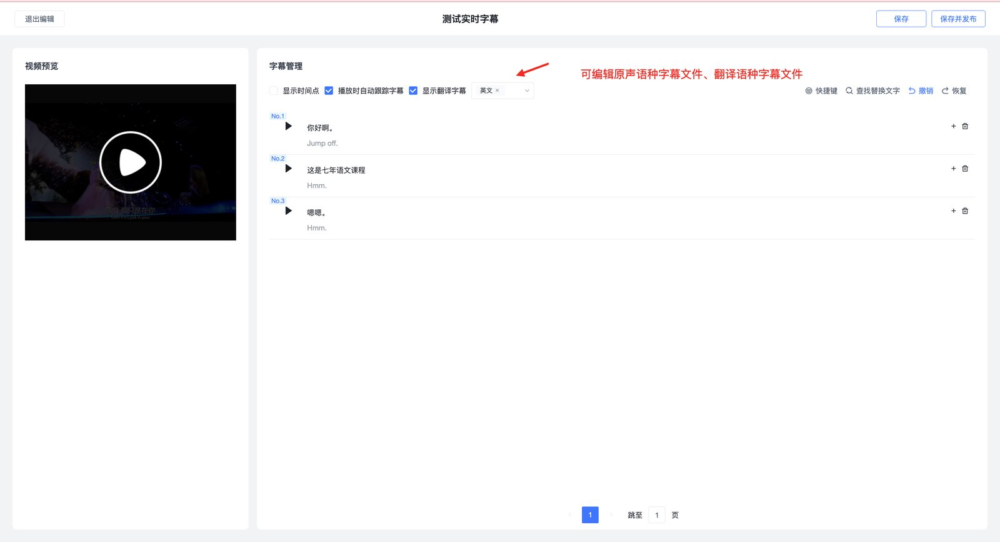 退出编辑
测试实时字幕
保存
保存并发布
视频预览
字幕管理
可编辑原声语种字幕文件、翻译语种字幕文件
显示时间点
播放时自动跟踪字幕
显示翻译字幕
英文 ×
快捷键
查找替换文字
撤销
恢复
No.1
你好啊。
Jump off.
No.2
这是七年语文课程
Hmm.
No.3
嗯嗯。
Hmm.
那只是在你
1
跳至
1
页